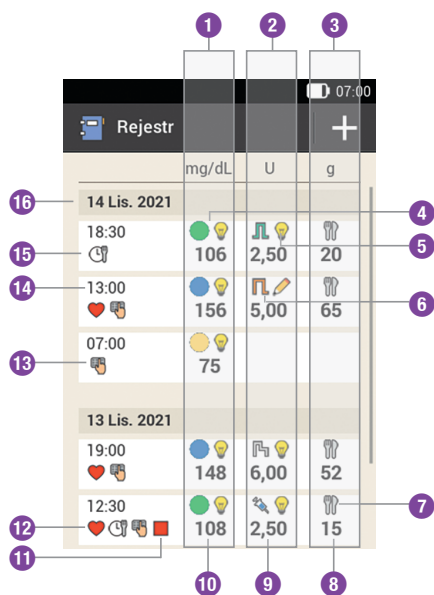 1 2 3
07:00
Rejestr
mg/dL U g
16 14 Lis. 2021
4
18:30
5
15 106 2,50 20
14 13:00
6
156 5,00 65
07:00
13 75
13 Lis. 2021
19:00
148 6,00 52
12:30
7
12 108 2,50 15
11 10 9 8